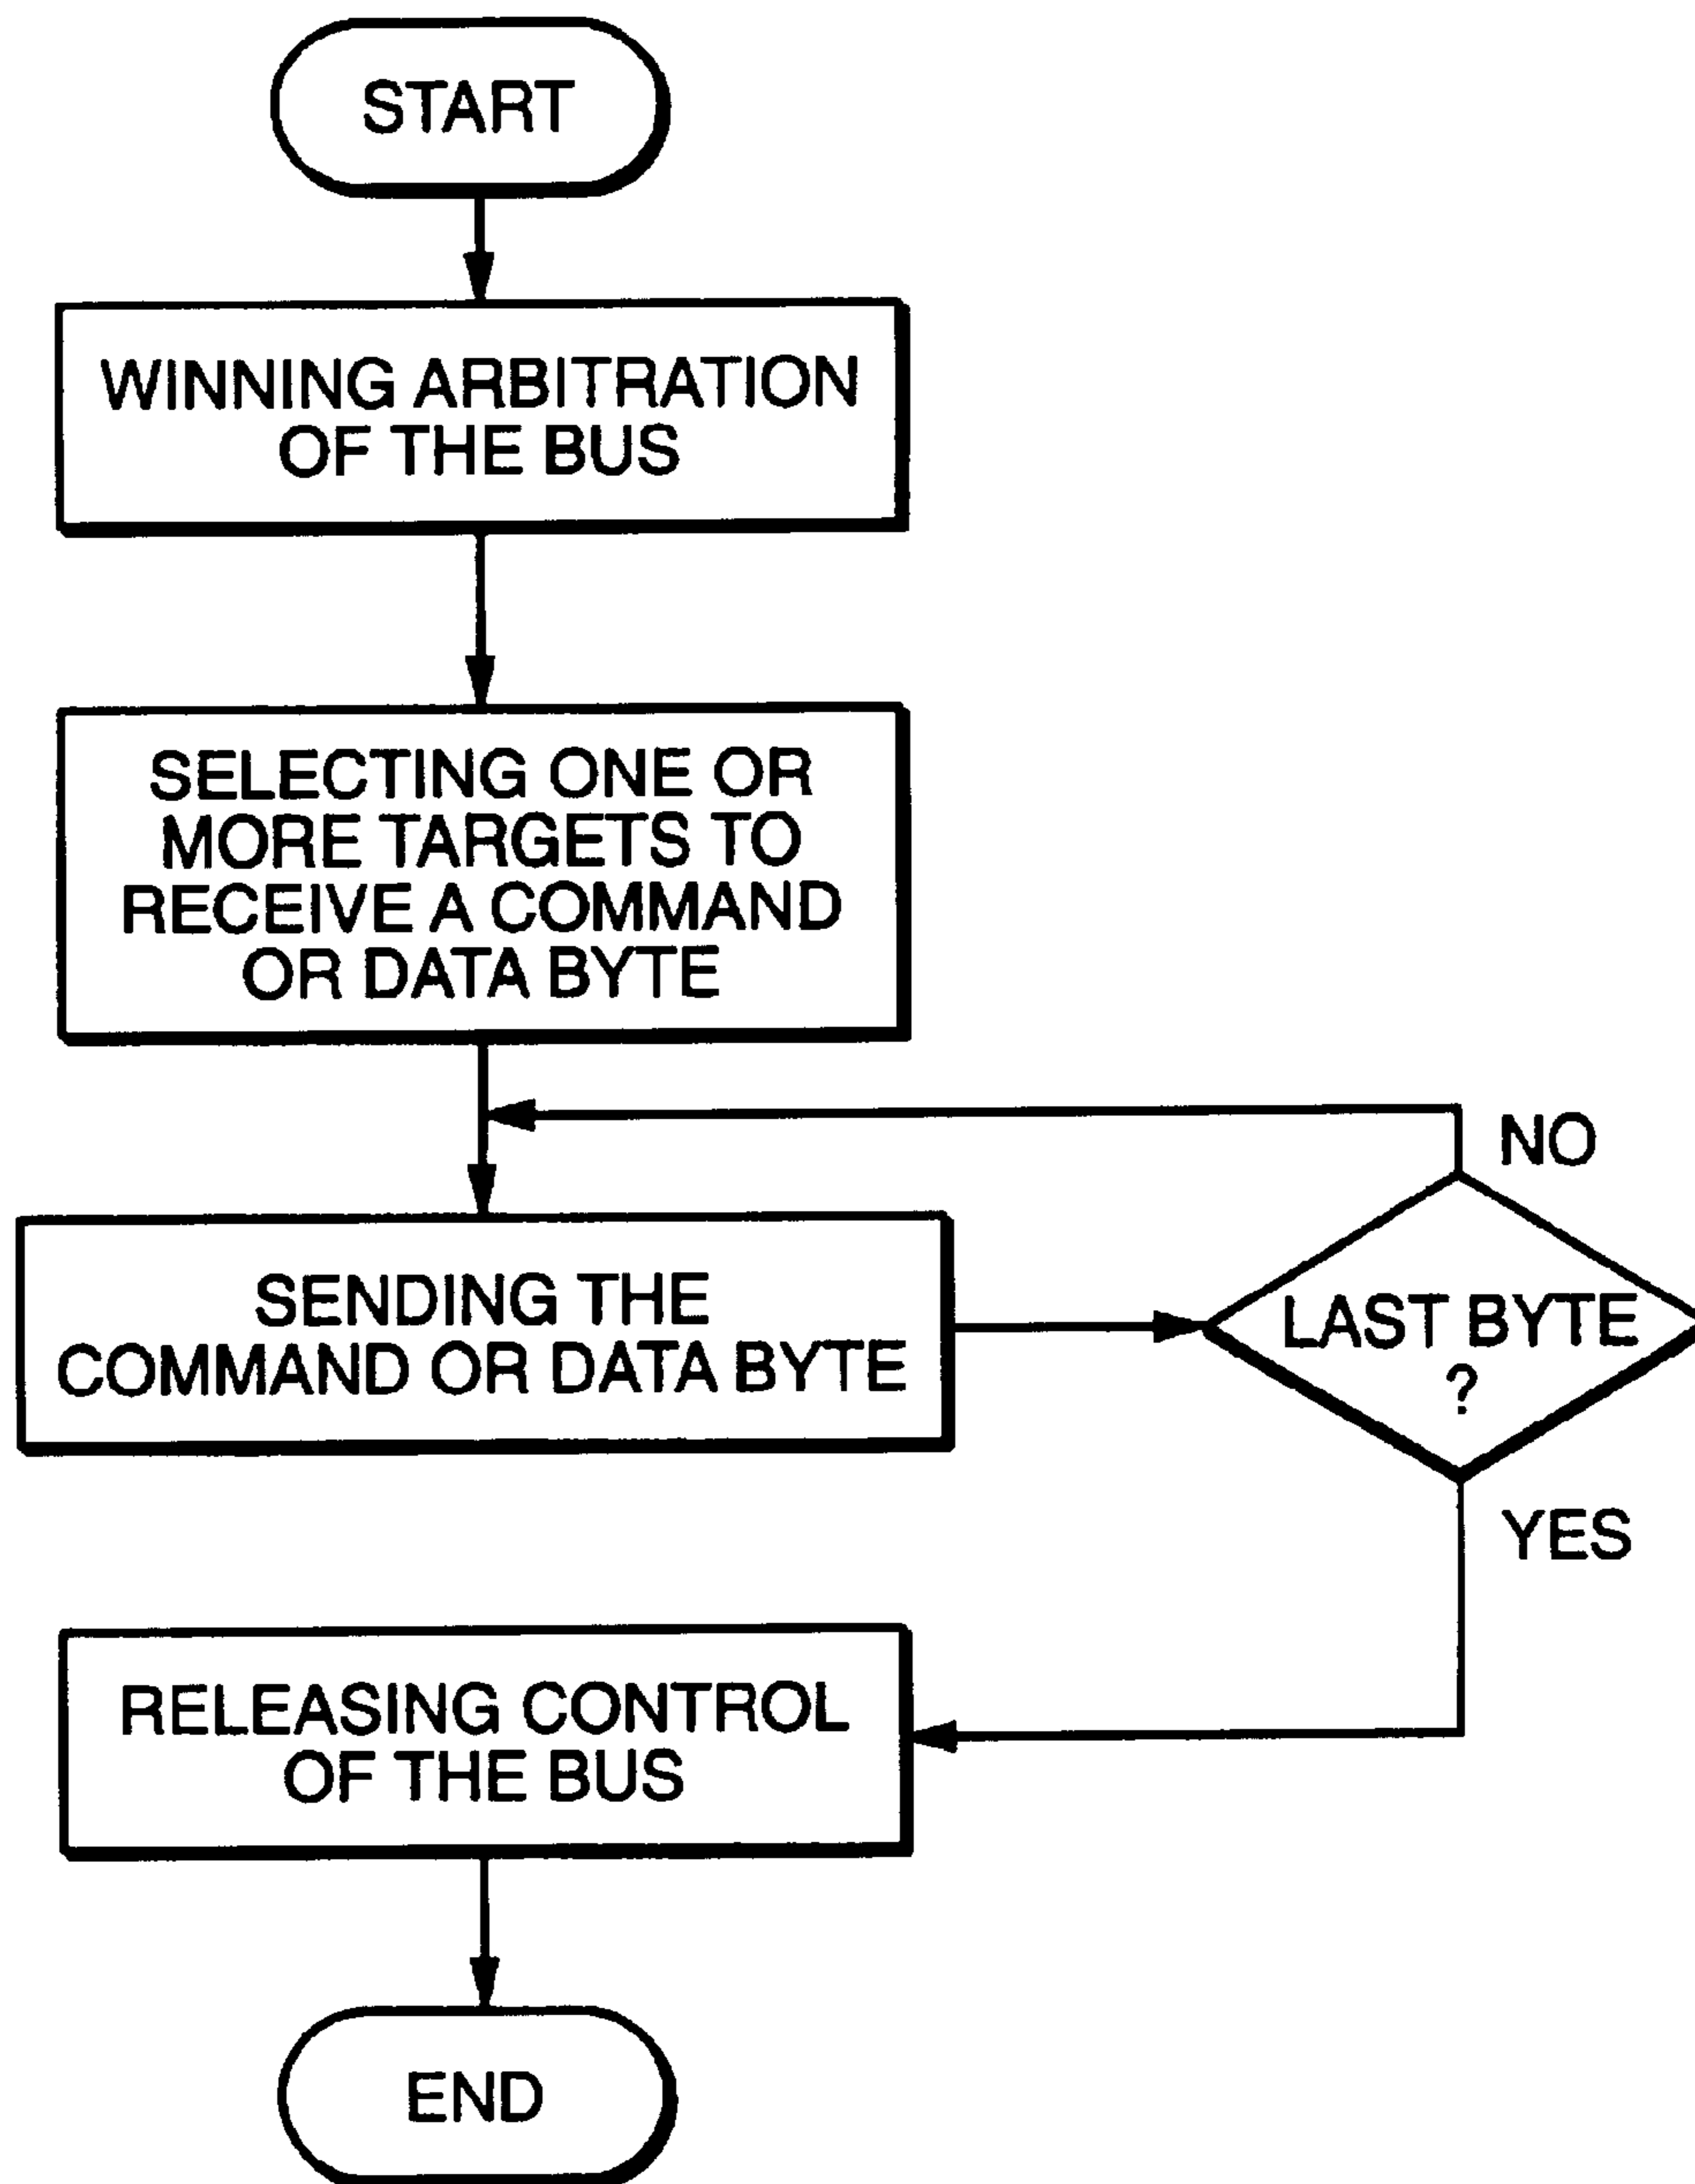 START
WINNING ARBITRATION
OF THE BUS
SELECTING ONE OR
MORE TARGETS TO
RECEIVE A COMMAND
OR DATA BYTE
NO
SENDING THE
COMMAND OR DATA BYTE
LAST BYTE
?
YES
RELEASING CONTROL
OF THE BUS
END